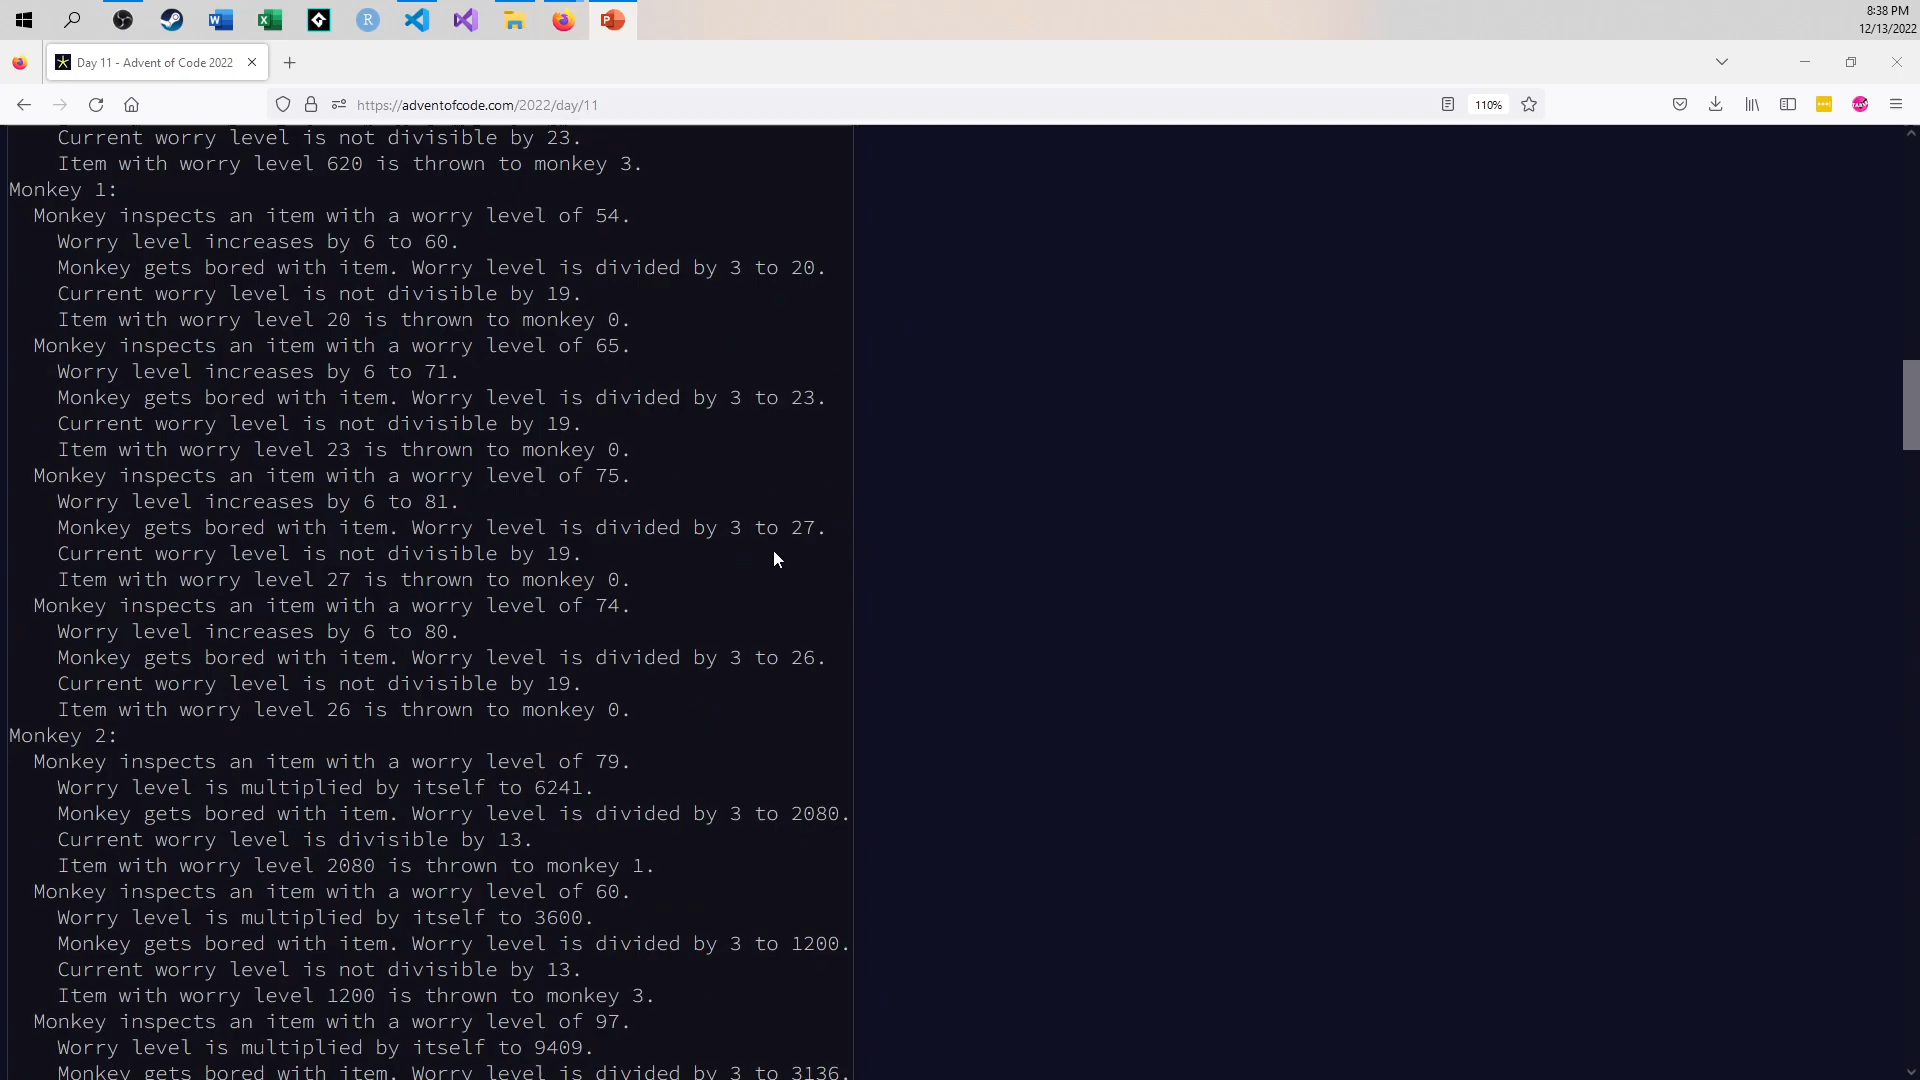 8:38 PM
12/13/2022
Day 11 - Advent of Code 2022
https://adventofcode.com/2022/day/11
110%
Current worry level is not divisible by 23.
Item with worry level 620 is thrown to monkey 3.
Monkey 1:
Monkey inspects an item with a worry level of 54.
Worry level increases by 6 to 60.
Monkey gets bored with item. Worry level is divided by 3 to 20.
Current worry level is not divisible by 19.
Item with worry level 20 is thrown to monkey 0.
Monkey inspects an item with a worry level of 65.
Worry level increases by 6 to 71.
Monkey gets bored with item. Worry level is divided by 3 to 23.
Current worry level is not divisible by 19.
Item with worry level 23 is thrown to monkey 0.
Monkey inspects an item with a worry level of 75.
Worry level increases by 6 to 81.
Monkey gets bored with item. Worry level is divided by 3 to 27.
Current worry level is not divisible by 19.
Item with worry level 27 is thrown to monkey 0.
Monkey inspects an item with a worry level of 74.
Worry level increases by 6 to 80.
Monkey gets bored with item. Worry level is divided by 3 to 26.
Current worry level is not divisible by 19.
Item with worry level 26 is thrown to monkey 0.
Monkey 2:
Monkey inspects an item with a worry level of 79.
Worry level is multiplied by itself to 6241.
Monkey gets bored with item. Worry level is divided by 3 to 2080.
Current worry level is divisible by 13.
Item with worry level 2080 is thrown to monkey 1.
Monkey inspects an item with a worry level of 60.
Worry level is multiplied by itself to 3600.
Monkey gets bored with item. Worry level is divided by 3 to 1200.
Current worry level is not divisible by 13.
Item with worry level 1200 is thrown to monkey 3.
Monkey inspects an item with a worry level of 97.
Worry level is multiplied by itself to 9409.
Monkey gets bored with item. Worry level is divided by 3 to 3136.